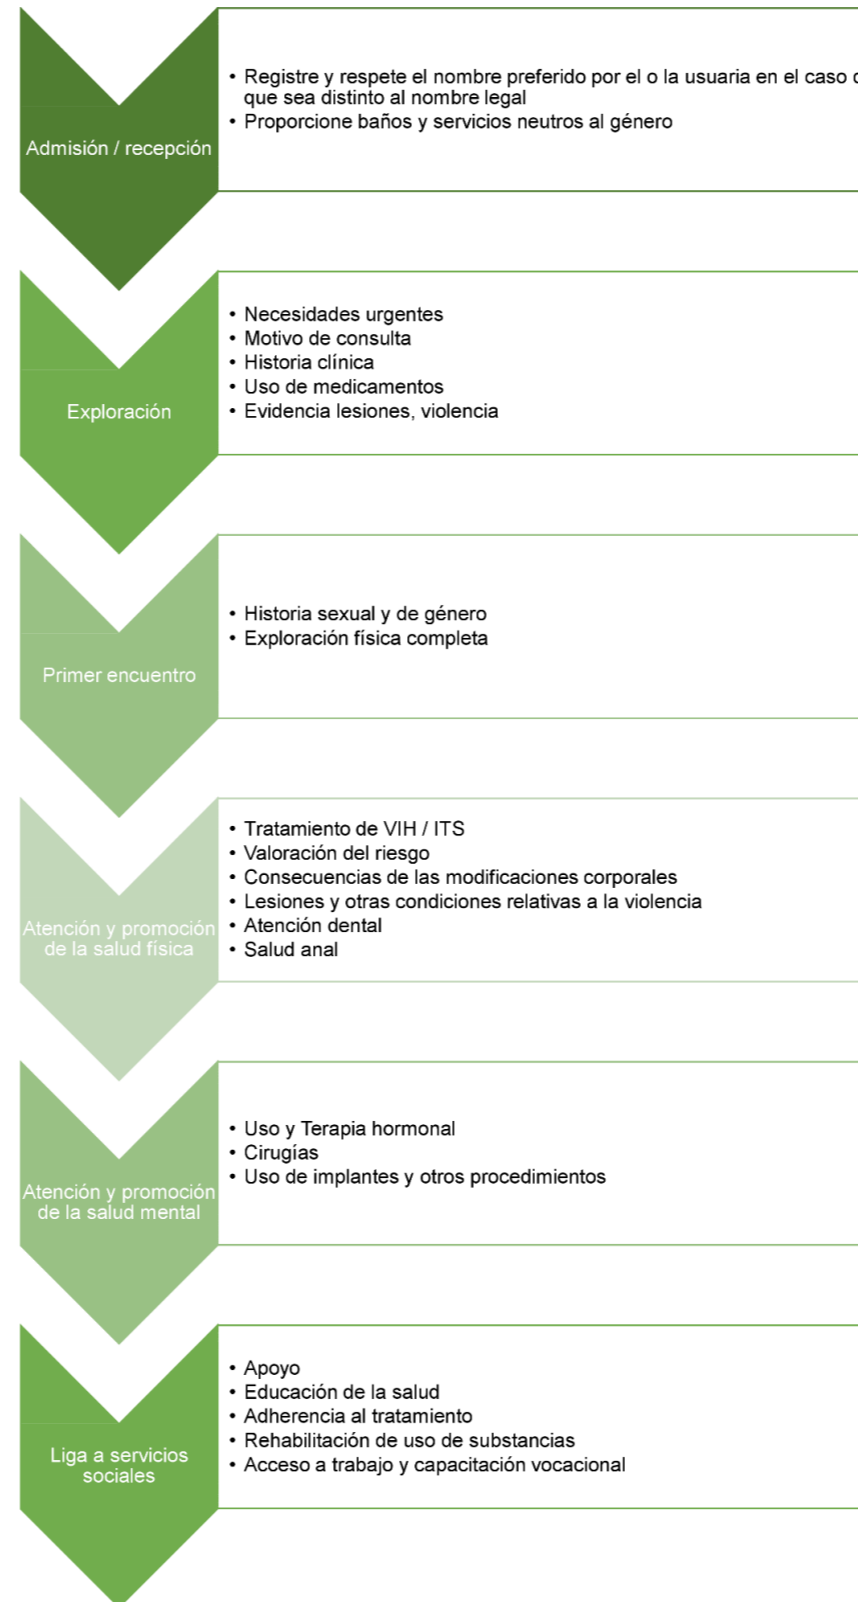 Admisión / recepción
• Registre y respete el nombre preferido por el o la usuaria en el caso
que sea distinto al nombre legal
• Proporcione baños y servicios neutros al género
Exploración
• Necesidades urgentes
• Motivo de consulta
• Historia clínica
• Uso de medicamentos
• Evidencia lesiones, violencia
Primer encuentro
• Historia sexual y de género
• Exploración física completa
Atención y promoción
de la salud física
• Tratamiento de VIH / ITS
• Valoración del riesgo
• Consecuencias de las modificaciones corporales
• Lesiones y otras condiciones relativas a la violencia
• Atención dental
• Salud anal
Atención y promoción
de la salud mental
• Uso y Terapia hormonal
• Cirugías
• Uso de implantes y otros procedimientos
Liga a servicios
sociales
• Apoyo
• Educación de la salud
• Adherencia al tratamiento
• Rehabilitación de uso de substancias
• Acceso a trabajo y capacitación vocacional